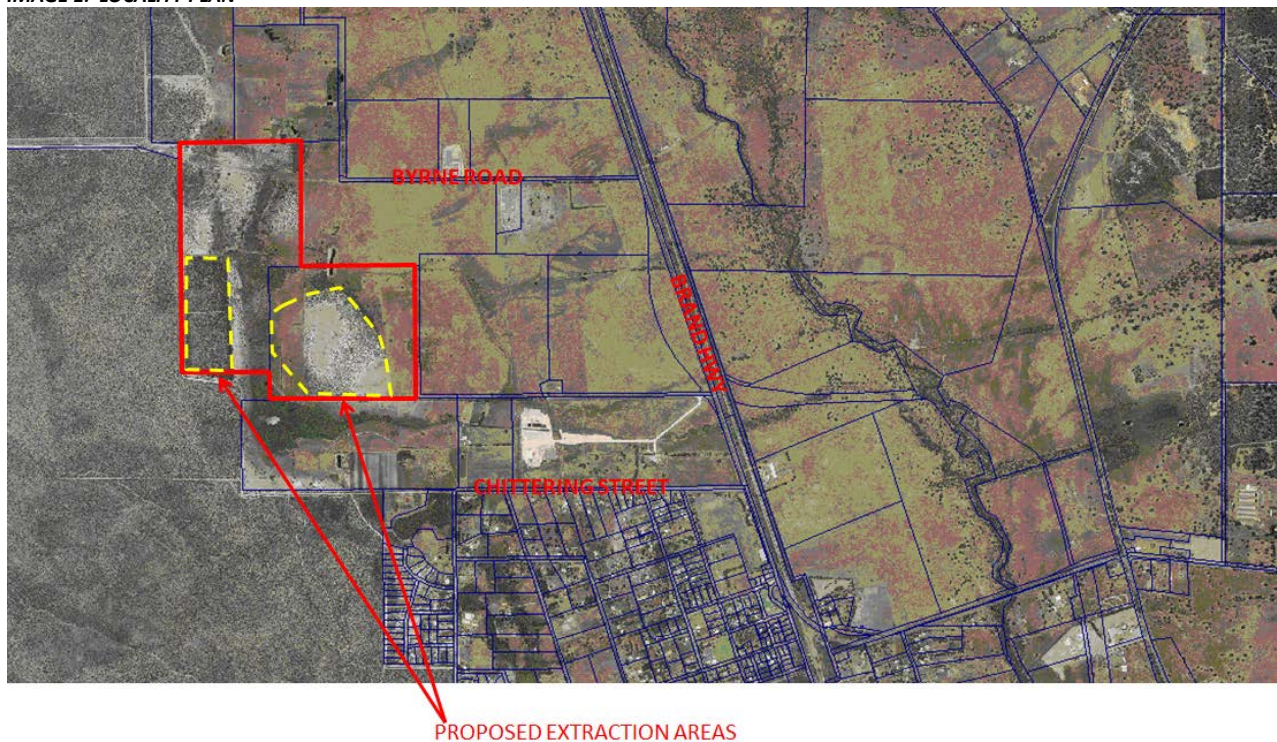 BYRNE ROAD
BRAND HWY
CHITTERING STREET
PROPOSED EXTRACTION AREAS